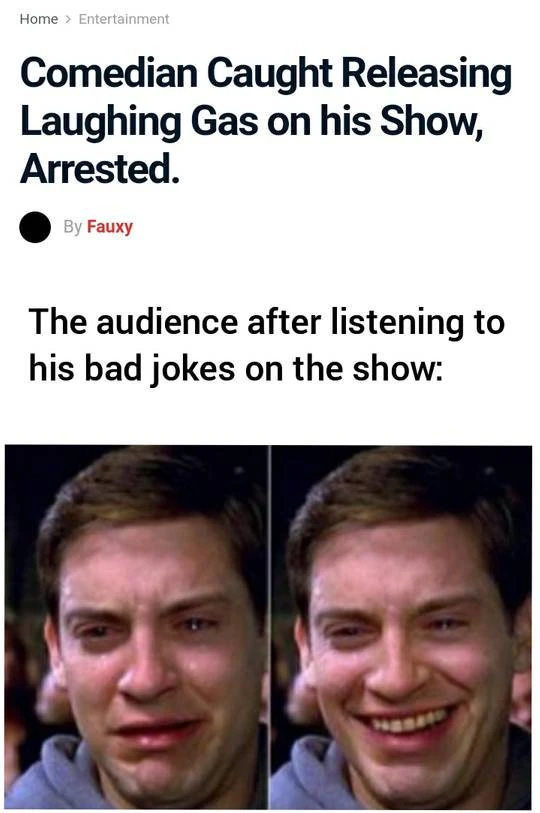 Home > Entertainment
Comedian Caught Releasing
Laughing Gas on his Show,
Arrested.
By Fauxy
The audience after listening to
his bad jokes on the show: